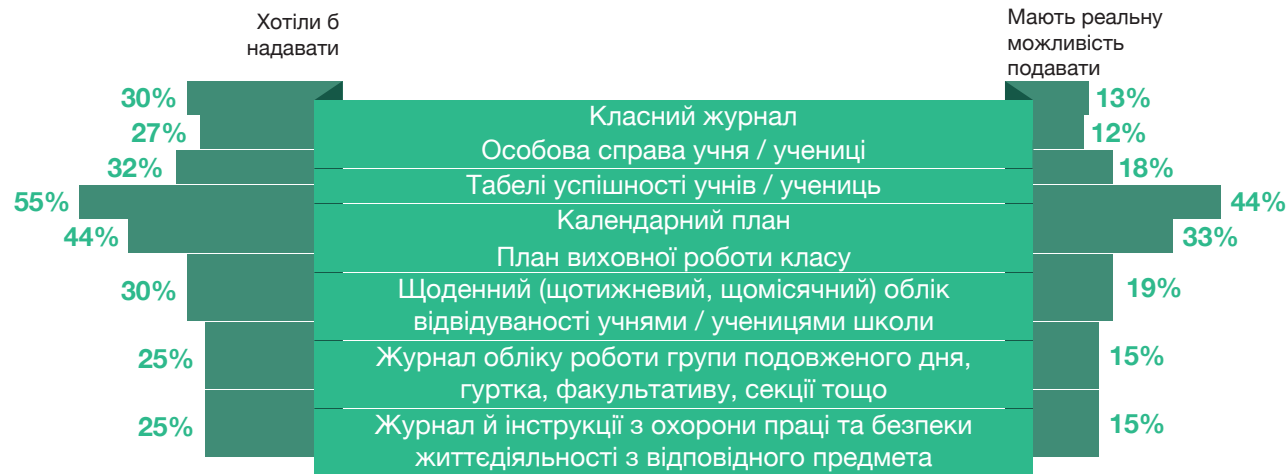 Хотіли б
надавати
Мають реальну
можливість
подавати
30%
Класний журнал
13%
27%
Особова справа учня / учениці
12%
32%
Табелі успішності учнів / учениць
18%
55%
Календарний план
44%
44%
План виховної роботи класу
33%
30%
Щоденний (щотижневий, щомісячний) облік
відвідуваності учнями / ученицями школи
19%
25%
Журнал обліку роботи групи подовженого дня,
гуртка, факультативу, секції тощо
15%
25%
Журнал й інструкції з охорони праці та безпеки
життєдіяльності з відповідного предмета
15%